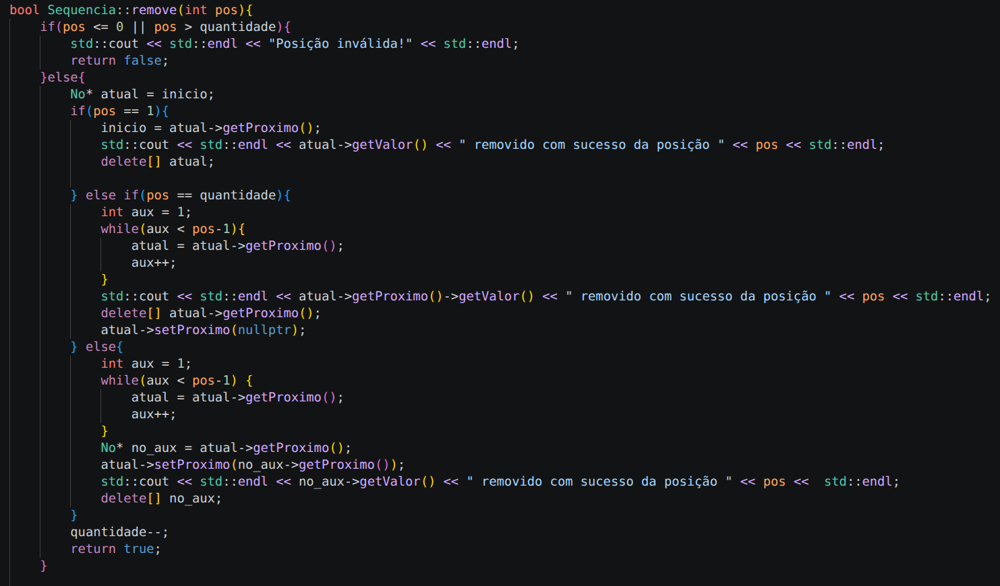 bool Sequencia::remove(int pos){
    if(pos <= 0 || pos > quantidade){
        std::cout << std::endl << "Posição inválida!" << std::endl;
        return false;
    }else{
        No* atual = inicio;
        if(pos == 1){
            inicio = atual->getProximo();
            std::cout << std::endl << atual->getValor() << " removido com sucesso da posição " << pos << std::endl;
            delete[] atual;

        } else if(pos == quantidade){
            int aux = 1;
            while(aux < pos-1){
                atual = atual->getProximo();
                aux++;
            }
            std::cout << std::endl << atual->getProximo()->getValor() << " removido com sucesso da posição " << pos << std::endl;
            delete[] atual->getProximo();
            atual->setProximo(nullptr);
        } else{
            int aux = 1;
            while(aux < pos-1) {
                atual = atual->getProximo();
                aux++;
            }
            No* no_aux = atual->getProximo();
            atual->setProximo(no_aux->getProximo());
            std::cout << std::endl << no_aux->getValor() << " removido com sucesso da posição " << pos <<  std::endl;
            delete[] no_aux;
        }
        quantidade--;
        return true;
    }